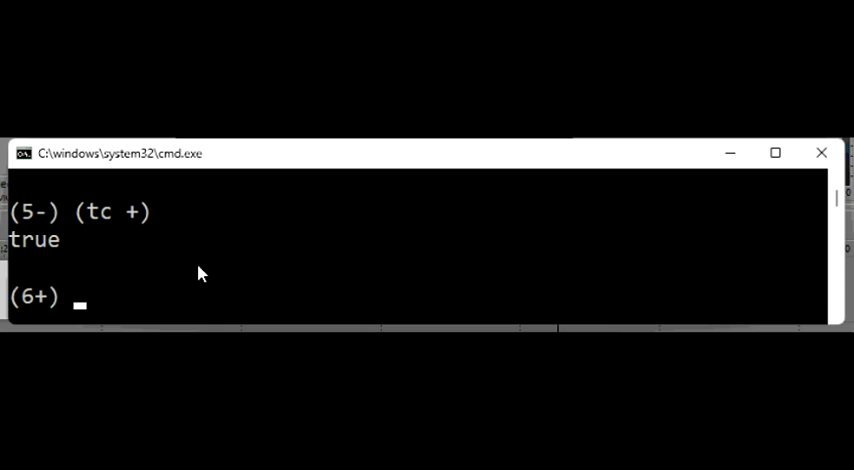 C:\windows\system32\cmd.exe
(5-) (tc +)
true
(6+)